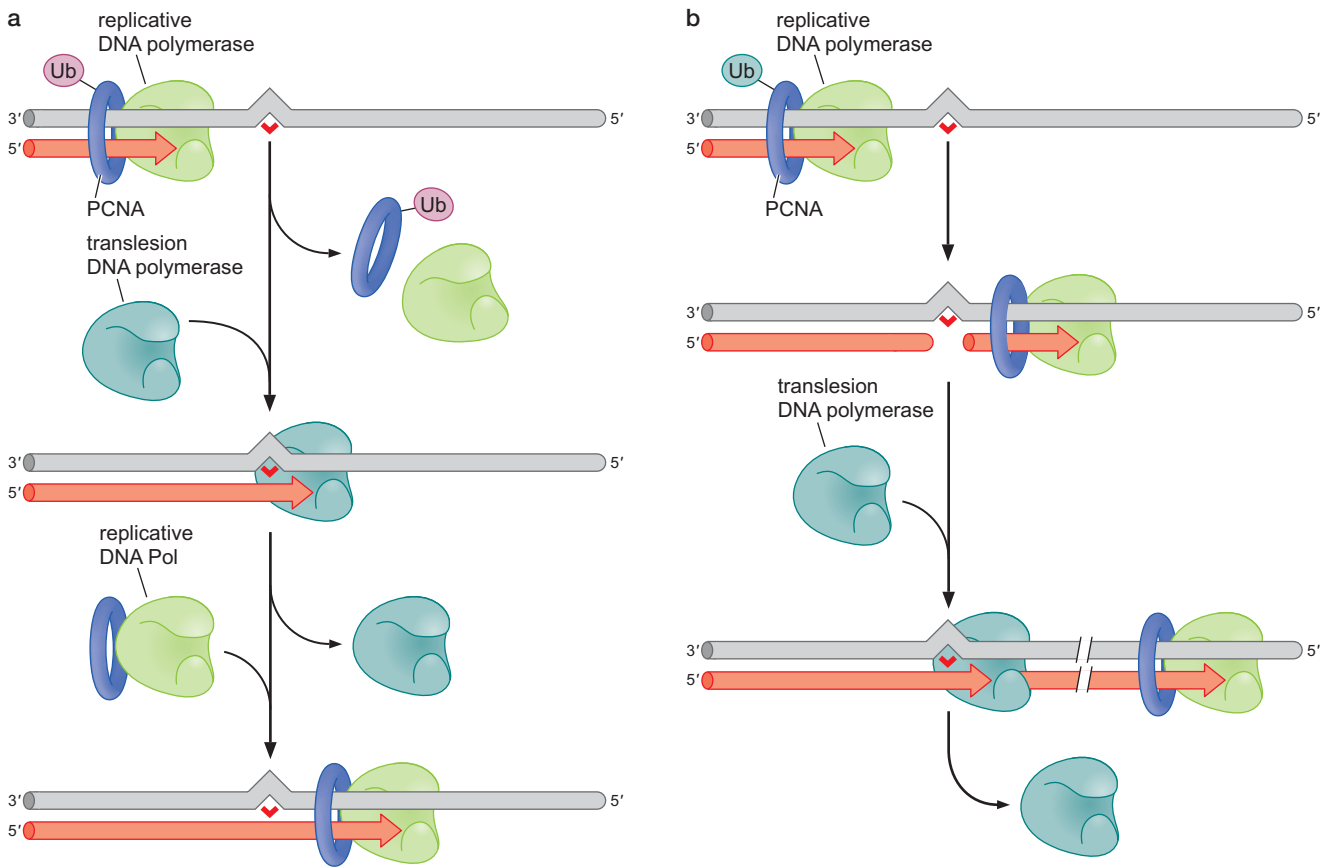 a
replicative
DNA polymerase
Ub
3′
5′
5′
PCNA
Ub
translesion
DNA polymerase
3′
5′
5′
replicative
DNA Pol
3′
5′
5′
b
replicative
DNA polymerase
Ub
3′
5′
5′
PCNA
3′
5′
5′
translesion
DNA polymerase
3′
5′
5′